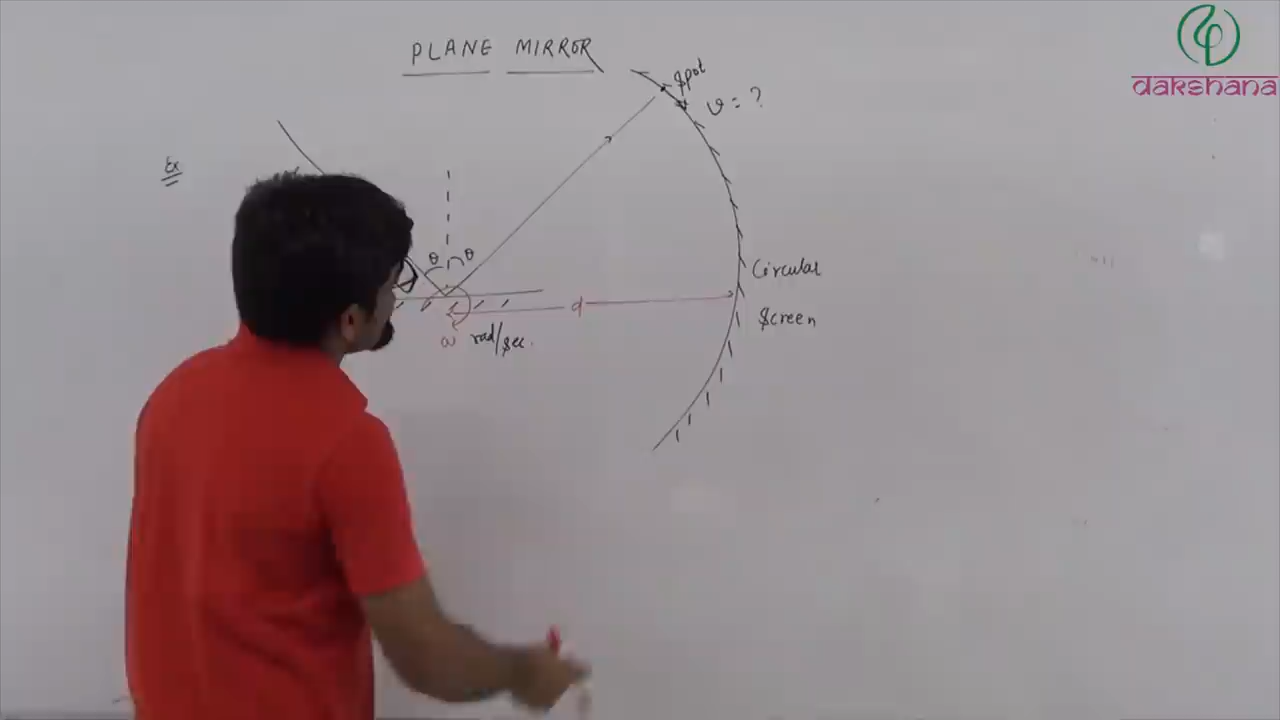 PLANE MIRROR
dakshana
Spot
v = ?
Ex
θ θ
Circular
Screen
d
ω rad/sec.